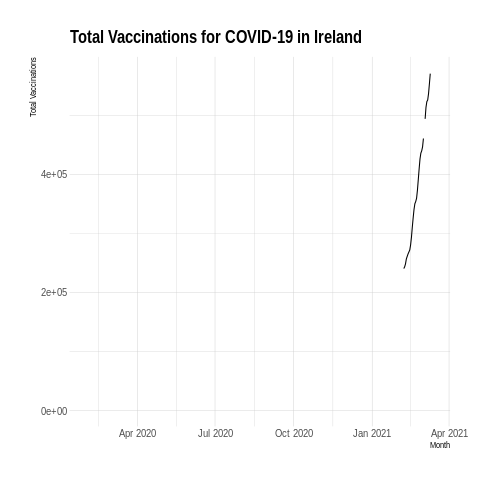 Total Vaccinations for COVID-19 in Ireland
Total Vaccinations
4e+05
2e+05
0e+00
Apr 2020 Jul 2020 Oct 2020 Jan 2021 Apr 2021
Month